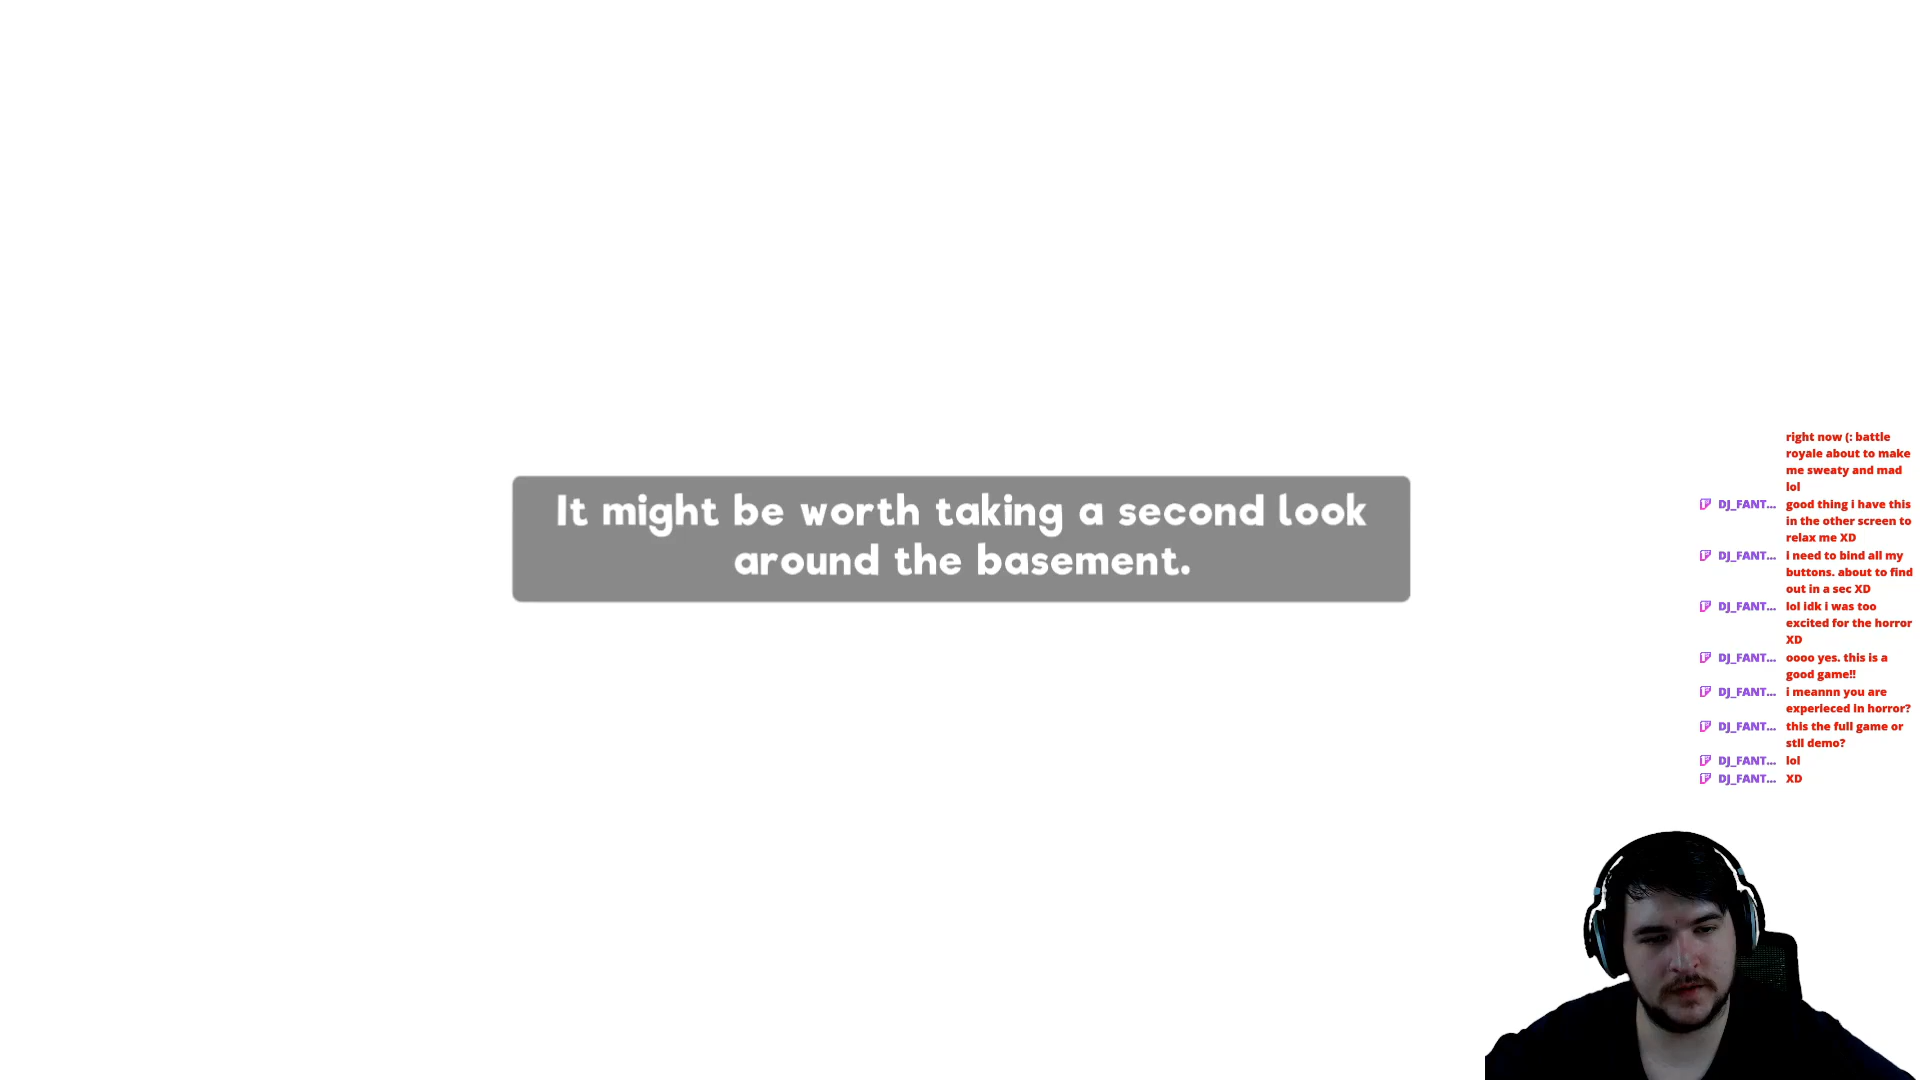 It might be worth taking a second look
around the basement.
right now (: battle
royale about to make
me sweaty and mad
lol
DJ_FANT... good thing i have this
in the other screen to
relax me XD
DJ_FANT... i need to bind all my
buttons. about to find
out in a sec XD
DJ_FANT... lol idk i was too
excited for the horror
XD
DJ_FANT... oooo yes. this is a
good game!!
DJ_FANT... i meannn you are
experieced in horror?
DJ_FANT... this the full game or
stil demo?
DJ_FANT... lol
DJ_FANT... XD